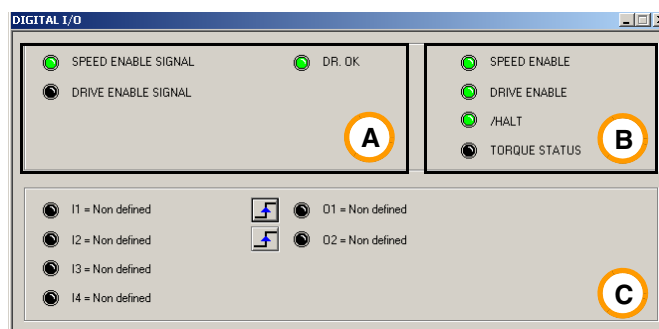 DIGITAL I/O
SPEED ENABLE SIGNAL
DR. OK
DRIVE ENABLE SIGNAL
A
SPEED ENABLE
DRIVE ENABLE
/HALT
TORQUE STATUS
B
I1 = Non defined
O1 = Non defined
I2 = Non defined
O2 = Non defined
I3 = Non defined
I4 = Non defined
C